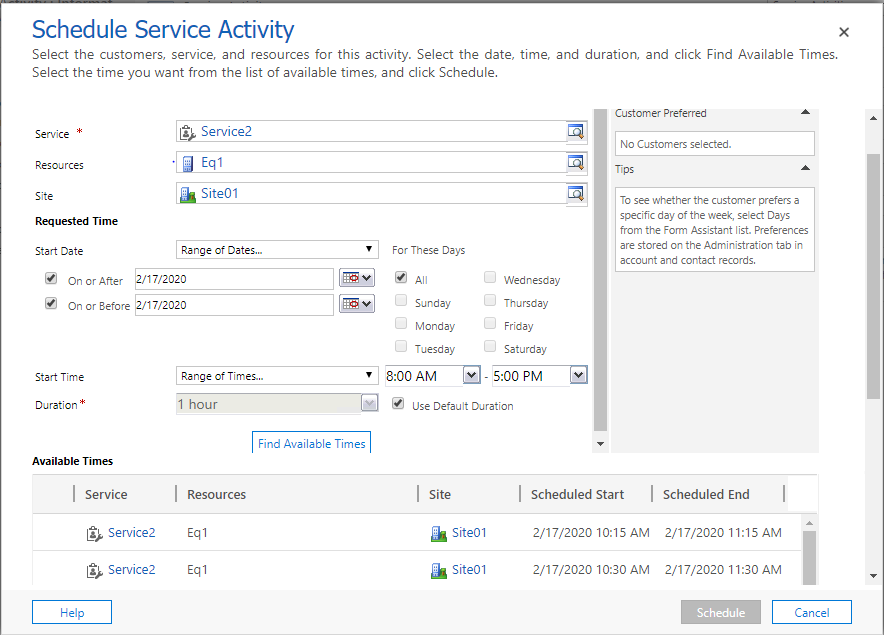 Schedule Service Activity
Select the customers, service, and resources for this activity. Select the date, time, and duration, and click Find Available Times.
Select the time you want from the list of available times, and click Schedule.
Service * Service2
Resources Eq1
Site Site01
Requested Time
Start Date Range of Dates... For These Days
On or After 2/17/2020
On or Before 2/17/2020
All Wednesday
Sunday Thursday
Monday Friday
Tuesday Saturday
Start Time Range of Times... 8:00 AM - 5:00 PM
Duration * 1 hour Use Default Duration
Find Available Times
Customer Preferred
No Customers selected.
Tips
To see whether the customer prefers a
specific day of the week, select Days
from the Form Assistant list. Preferences
are stored on the Administration tab in
account and contact records.
Available Times
Service Resources Site Scheduled Start Scheduled End
Service2 Eq1 Site01 2/17/2020 10:15 AM 2/17/2020 11:15 AM
Service2 Eq1 Site01 2/17/2020 10:30 AM 2/17/2020 11:30 AM
Help Schedule Cancel